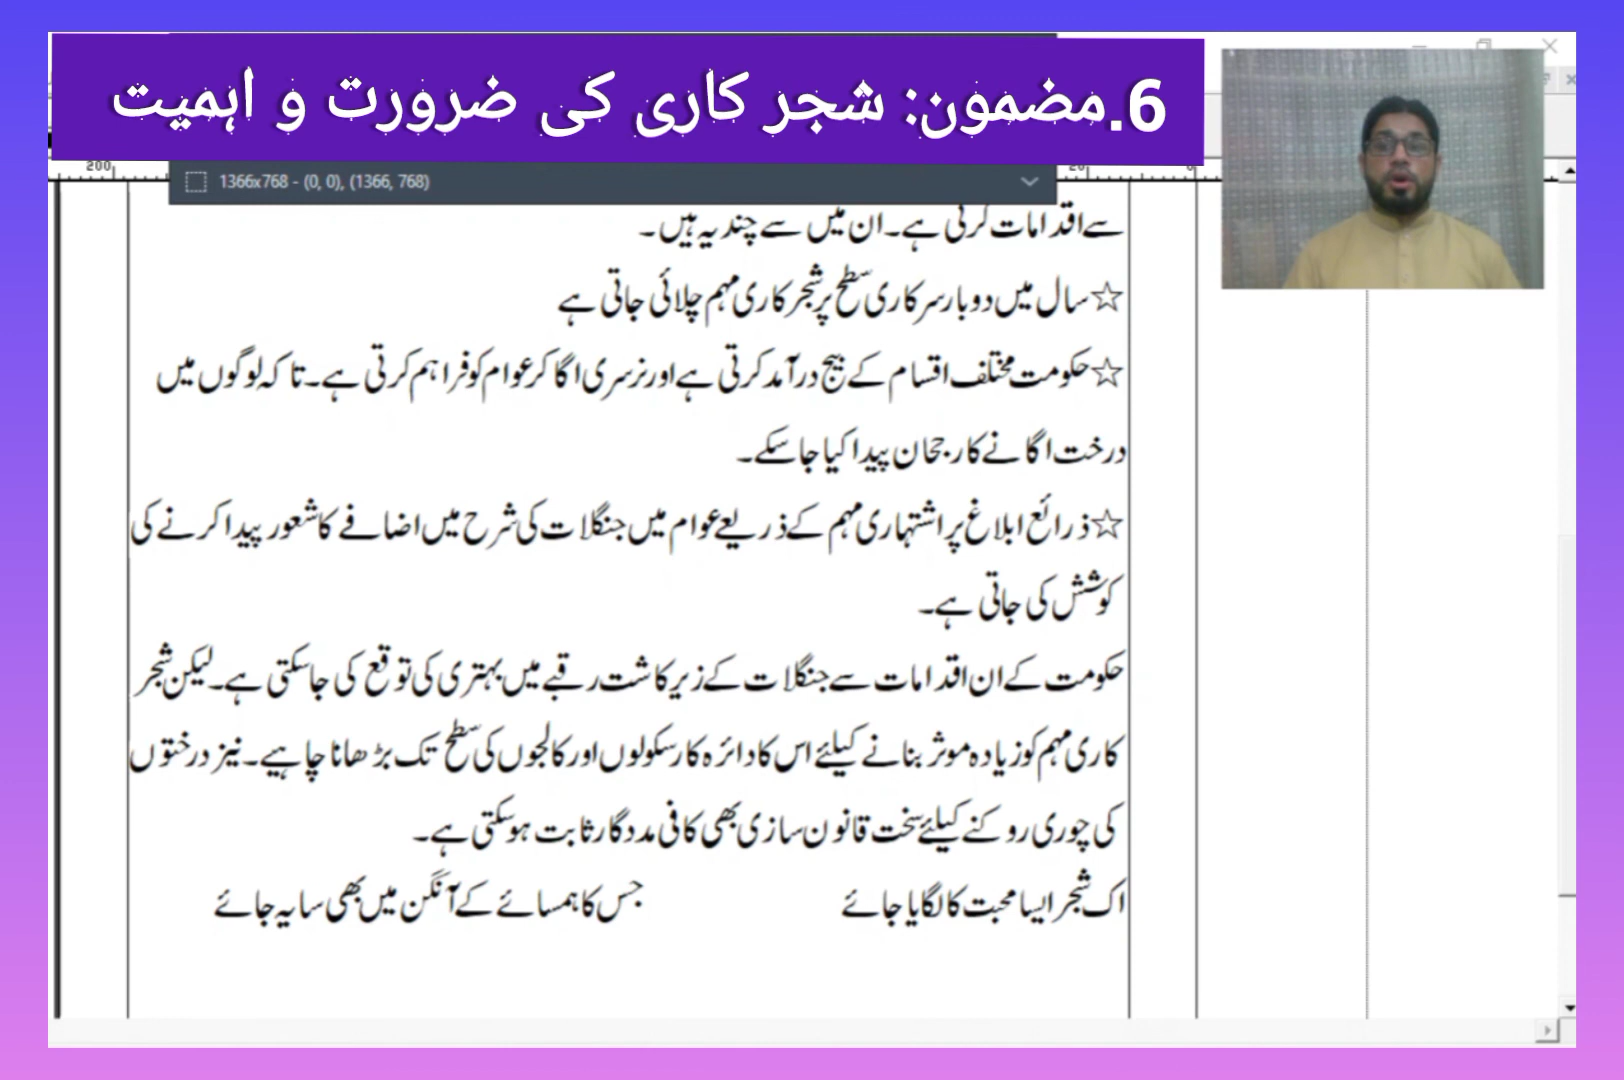 6.مضمون: شجر کاری کی ضرورت و اہمیت
1366x768 - (0, 0), (1366, 768)
200
20
0
سے اقدامات کرتی ہے۔ان میں سے چند یہ ہیں۔
☆سال میں دوبار سرکاری سطح پر شجر کاری مہم چلائی جاتی ہے
☆حکومت مختلف اقسام کے بیج درآمد کرتی ہے اور نرسری اگا کر عوام کو فراہم کرتی ہے۔تا کہ لوگوں میں
درخت اگانے کا رجحان پیدا کیا جاسکے۔
☆ذرائع ابلاغ پر اشتہاری مہم کے ذریعے عوام میں جنگلات کی شرح میں اضافے کا شعور پیدا کرنے کی
کوشش کی جاتی ہے۔
حکومت کے ان اقدامات سے جنگلات کے زیر کاشت رقبے میں بہتری کی توقع کی جاسکتی ہے۔لیکن شجر
کاری مہم کو زیادہ موثر بنانے کیلئے اس کا دائرہ کار سکولوں اور کالجوں کی سطح تک بڑھانا چاہیے۔نیز درختوں
کی چوری روکنے کیلئے سخت قانون سازی بھی کافی مددگار ثابت ہوسکتی ہے۔
اک شجر ایسا محبت کا لگایا جائے جس کا ہمسائے کے آنگن میں بھی سایہ جائے